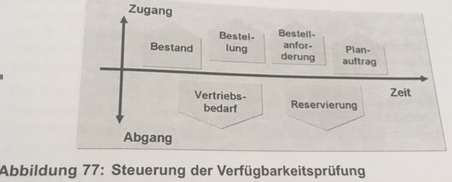 Zugang
Bestand
Bestel-
lung
Bestell-
anfor-
derung
Plan-
auftrag
Zeit
Vertriebs-
bedarf
Reservierung
Abgang
Abbildung 77: Steuerung der Verfügbarkeitsprüfung